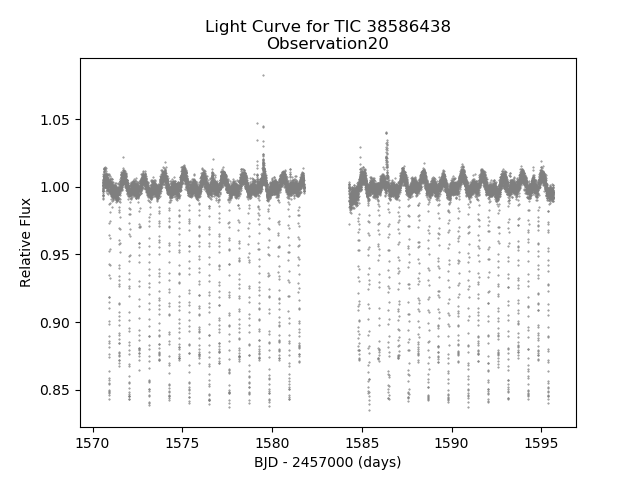 Light Curve for TIC 38586438
Observation20
Relative Flux
1.05
1.00
0.95
0.90
0.85
1570
1575
1580
1585
1590
1595
BJD - 2457000 (days)